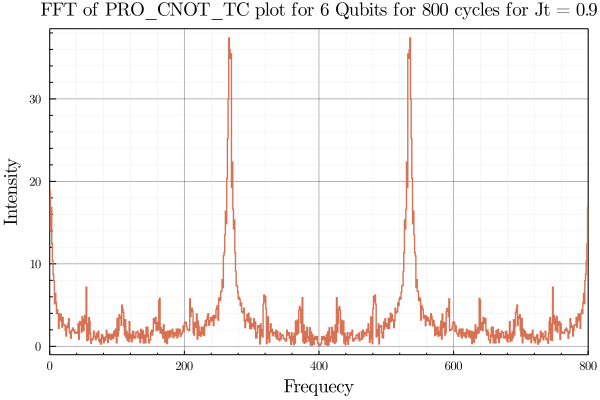 FFT of PRO_CNOT_TC plot for 6 Qubits for 800 cycles for Jt = 0.9
30
20
10
0
Intensity
0 200 400 600 800
Frequecy